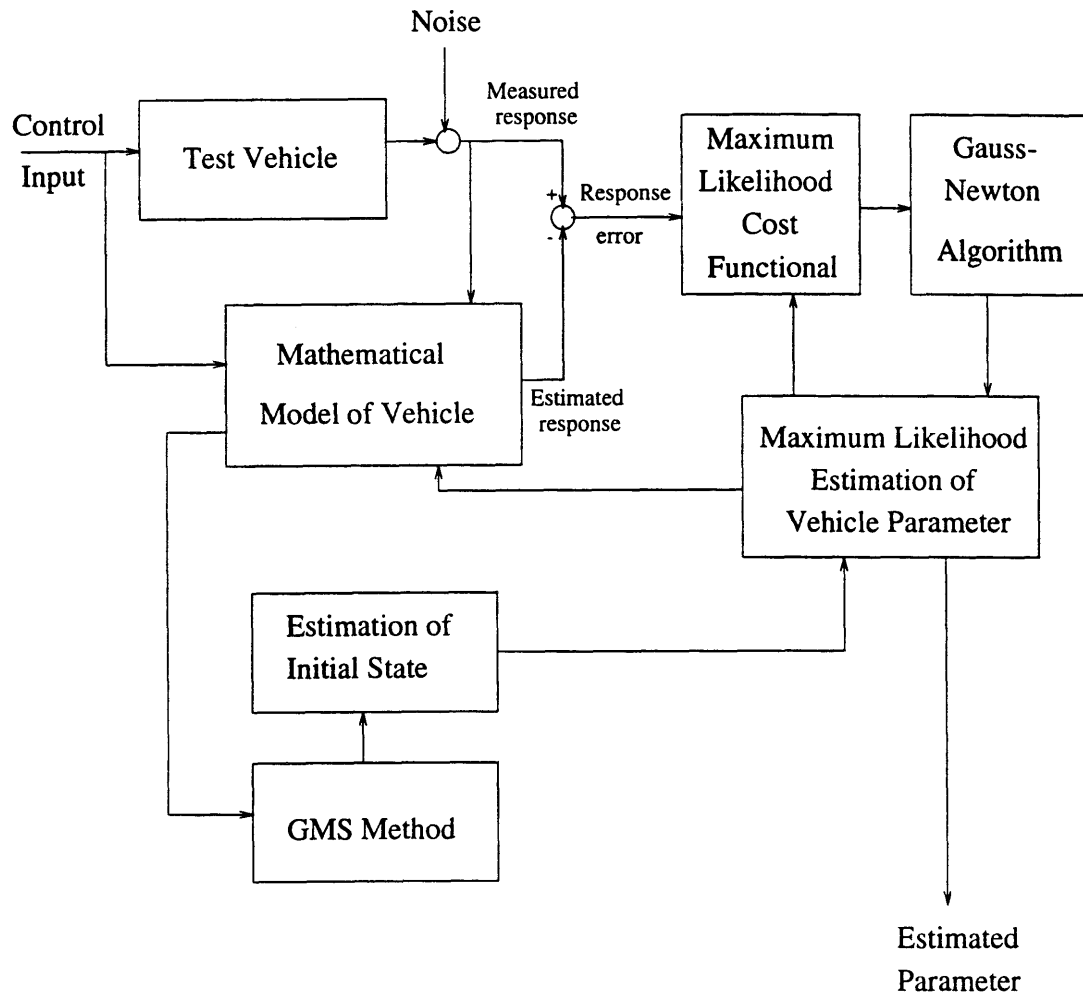 Noise
Control
Input
Test Vehicle
Measured
response
+
-
Response
error
Maximum
Likelihood
Cost
Functional
Gauss-
Newton
Algorithm
Mathematical
Model of Vehicle
Estimated
response
Maximum Likelihood
Estimation of
Vehicle Parameter
Estimation of
Initial State
GMS Method
Estimated
Parameter